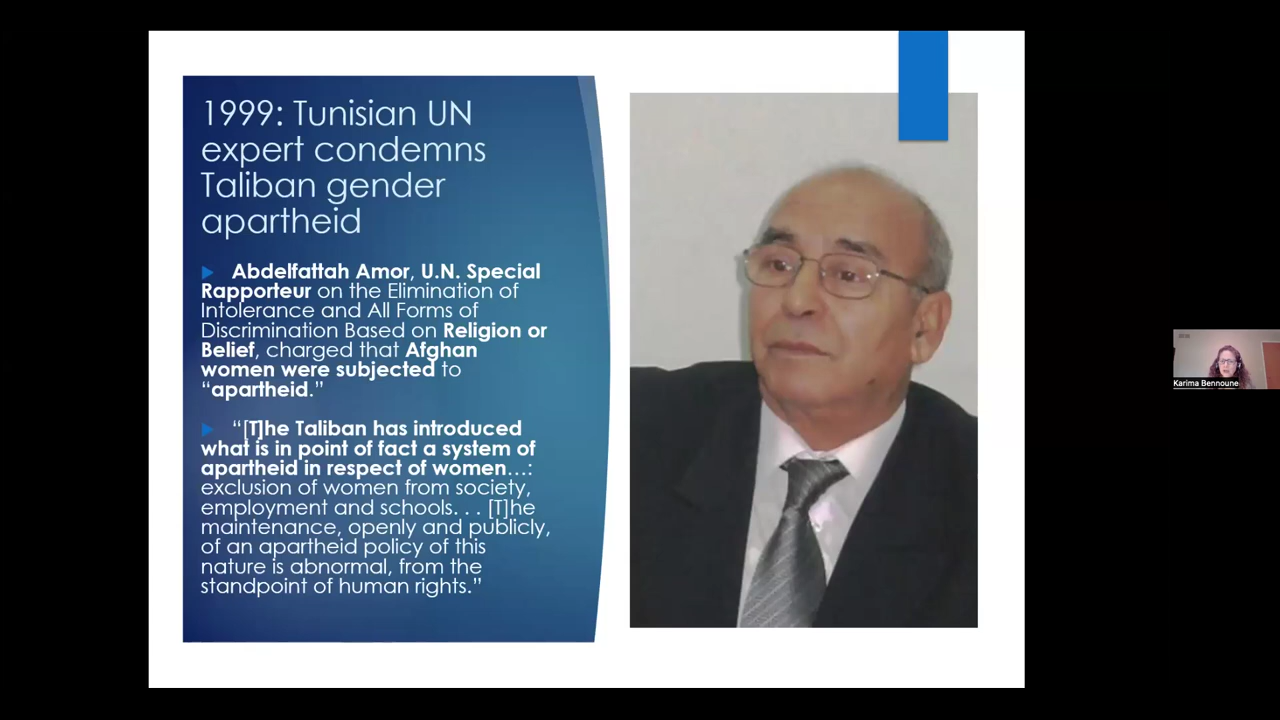 1999: Tunisian UN
expert condemns
Taliban gender
apartheid
Abdelfattah Amor, U.N. Special
Rapporteur on the Elimination of
Intolerance and All Forms of
Discrimination Based on Religion or
Belief, charged that Afghan
women were subjected to
“apartheid.”
“[T]he Taliban has introduced
what is in point of fact a system of
apartheid in respect of women…:
exclusion of women from society,
employment and schools. . . [T]he
maintenance, openly and publicly,
of an apartheid policy of this
nature is abnormal, from the
standpoint of human rights.”
Karima Bennoune